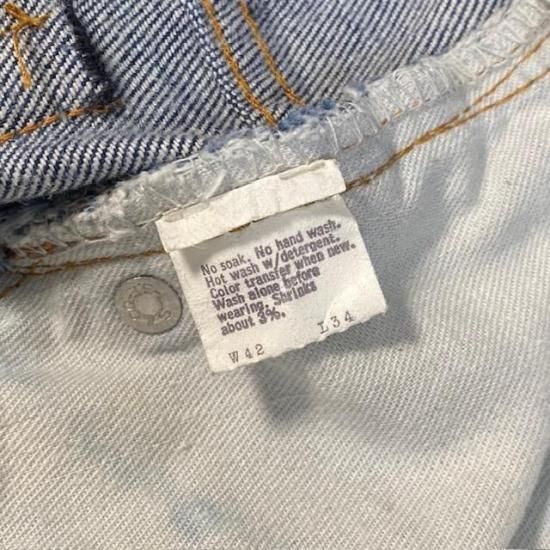 No soak. No hand wash.
Hot wash w/detergent.
Color transfer when new.
Wash alone before
wearing. Shrinks
about 3%.
W42 L34